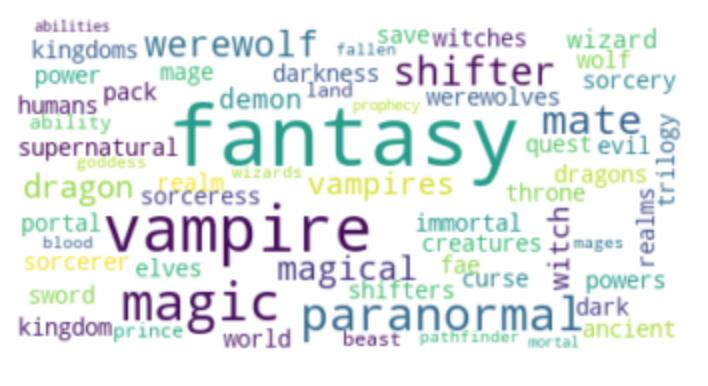 abilities
kingdoms werewolf fallen save witches wizard
power mage darkness shifter wolf
humans pack demon land prophecy werewolves sorcery
ability fantasy mate
supernatural quest evil trilogy
goddess wizards
dragon realm vampires dragons
sorceress throne
portal vampire immortal witch realms
blood creatures mages
sorcerer elves magical fae curse powers
sword magic shifters paranormal dark
kingdom prince world beast pathfinder mortal ancient